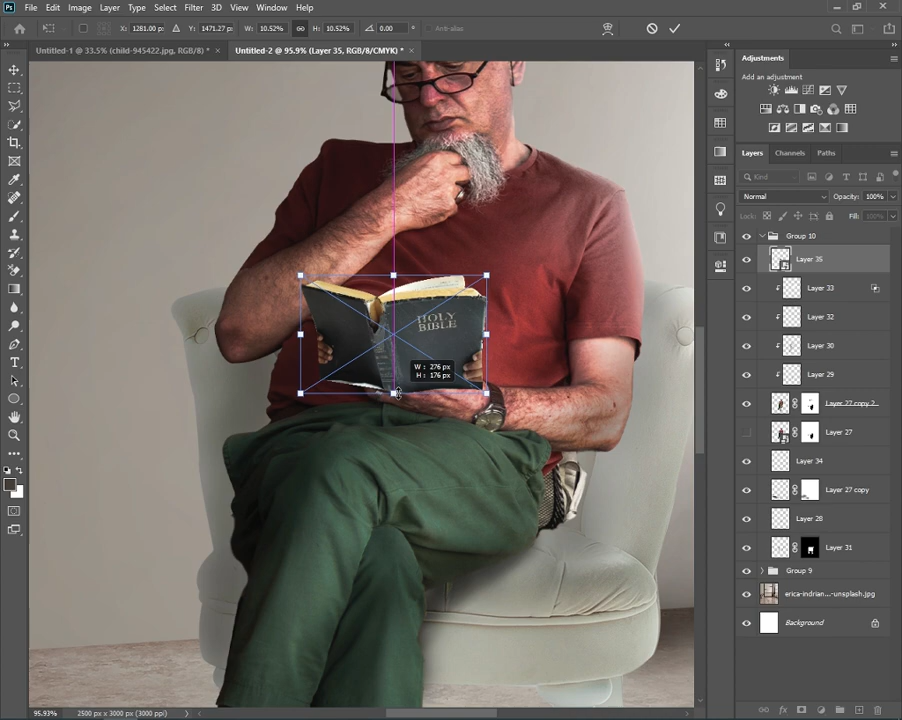 Ps File Edit Image Layer Type Select Filter 3D View Window Help
X: 1281.00 px Y: 1471.27 px W: 10.52% H: 10.52% 0.00 Anti-alias
Untitled-1 @ 33.5% (child-945422.jpg, RGB/8) * × Untitled-2 @ 95.9% (Layer 35, RGB/8/CMYK) * ×
Adjustments
Add an adjustment
Layers Channels Paths
Kind
Normal Opacity: 100%
Lock: Fill: 100%
Group 10
Layer 35
Layer 33
Layer 32
Layer 30
Layer 29
Layer 27 copy 2
Layer 27
Layer 34
Layer 27 copy
Layer 28
Layer 31
Group 9
erica-indrian...-unsplash.jpg
Background
HOLY
BIBLE
W: 276 px
H: 176 px
95.93% 2500 px x 3000 px (3000 ppi)